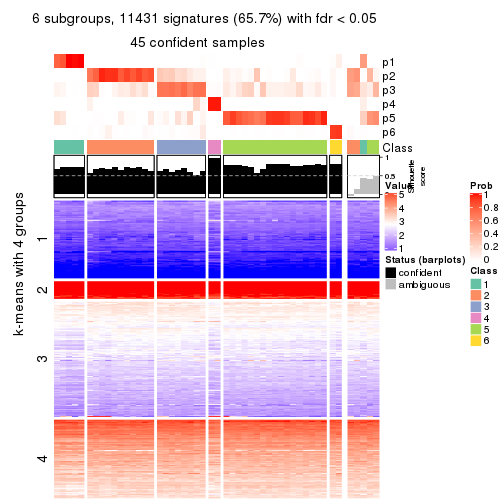 6 subgroups, 11431 signatures (65.7%) with fdr < 0.05
45 confident samples
p1
p2
p3
p4
p5
p6
Class
1
0.5
0
Silhouette
score
k-means with 4 groups
1
2
3
4
Value
5
4
3
2
1
Status (barplots)
confident
ambiguous
Prob
1
0.8
0.6
0.4
0.2
0
Class
1
2
3
4
5
6